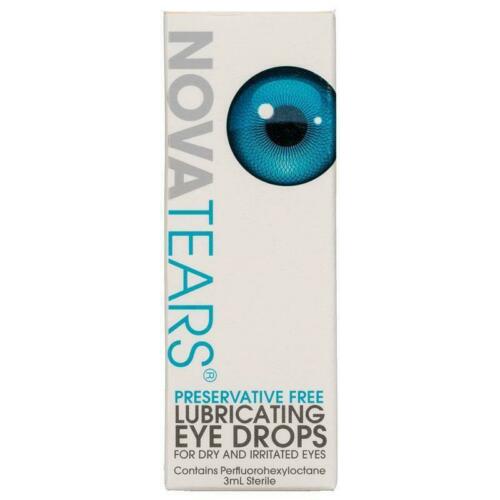 NOVATEARS®
PRESERVATIVE FREE
LUBRICATING
EYE DROPS
FOR DRY AND IRRITATED EYES
Contains Perfluorohexyloctane
3mL Sterile